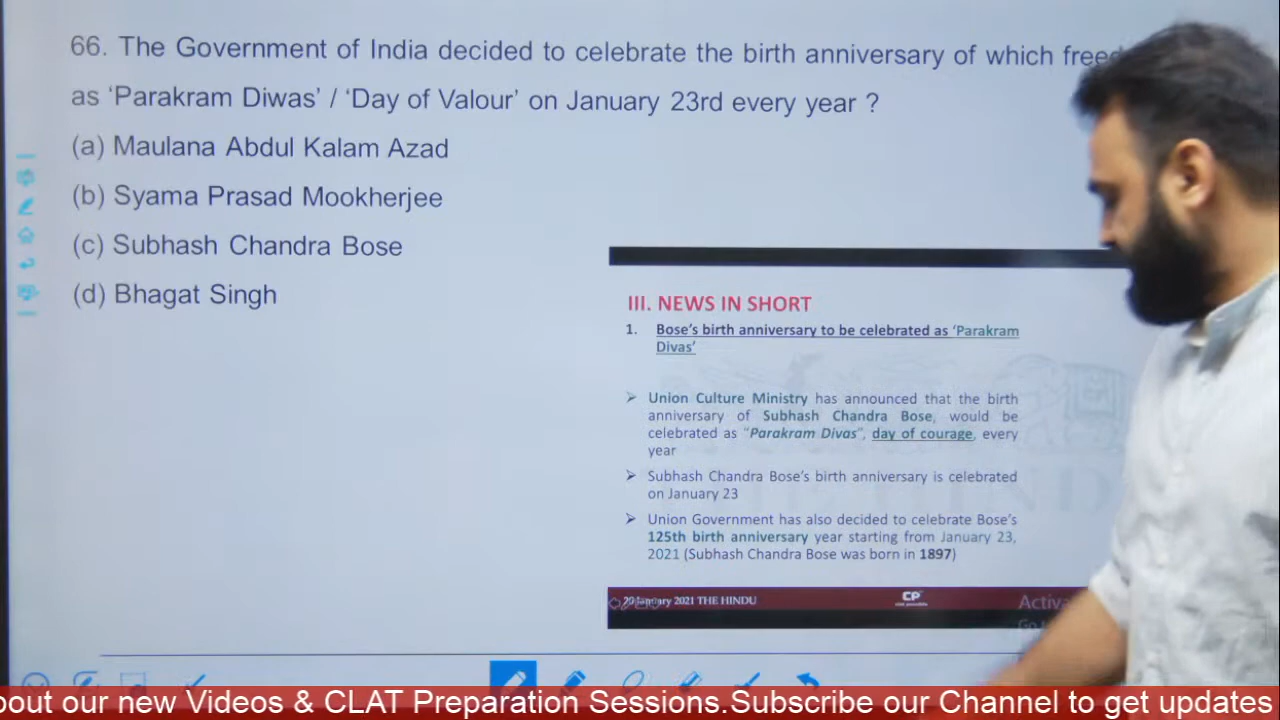 66. The Government of India decided to celebrate the birth anniversary of which
as ‘Parakram Diwas’ / ‘Day of Valour’ on January 23rd every year ?
(a) Maulana Abdul Kalam Azad
(b) Syama Prasad Mookherjee
(c) Subhash Chandra Bose
(d) Bhagat Singh
III. NEWS IN SHORT
1. Bose’s birth anniversary to be celebrated as ‘Parakram
Divas’
➢ Union Culture Ministry has announced that the birth
anniversary of Subhash Chandra Bose, would be
celebrated as “Parakram Divas”, day of courage, every
year
➢ Subhash Chandra Bose’s birth anniversary is celebrated
on January 23
➢ Union Government has also decided to celebrate Bose’s
125th birth anniversary year starting from January 23,
2021 (Subhash Chandra Bose was born in 1897)
20 January 2021 THE HINDU
CP
bout our new Videos & CLAT Preparation Sessions.Subscribe our Channel to get updates